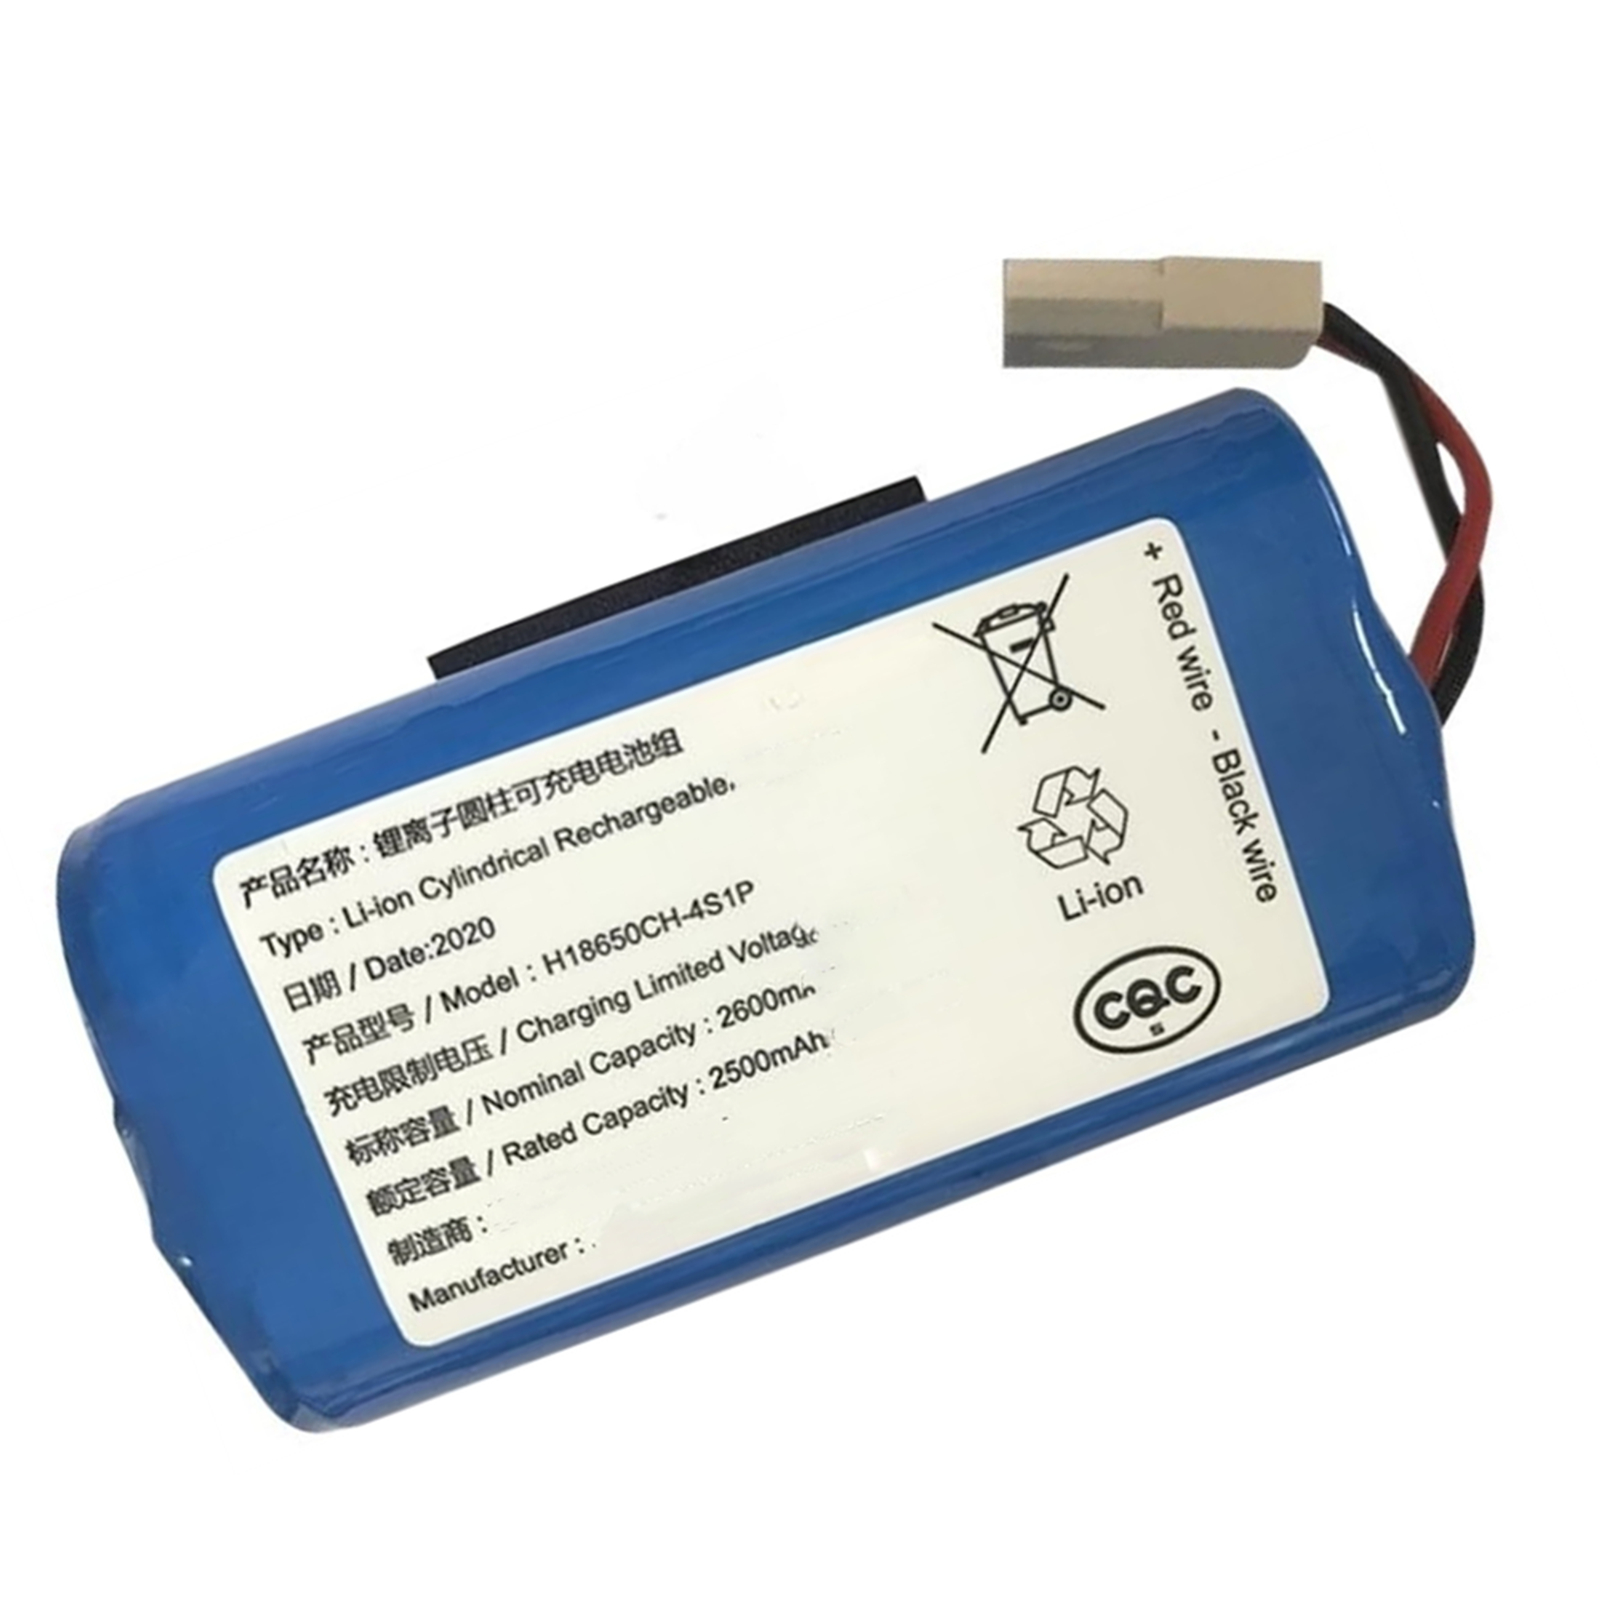 产品名称：锂离子圆柱可充电电池组
Type : Li-ion Cylindrical Rechargeable,
日期 / Date:2020
产品型号 / Model : H18650CH-4S1P
充电限制电压 / Charging Limited Voltage
标称容量 / Nominal Capacity : 2600m
额定容量 / Rated Capacity : 2500mAh
制造商：
Manufacturer :
Li-ion
CQC
S
+ Red wire - Black wire